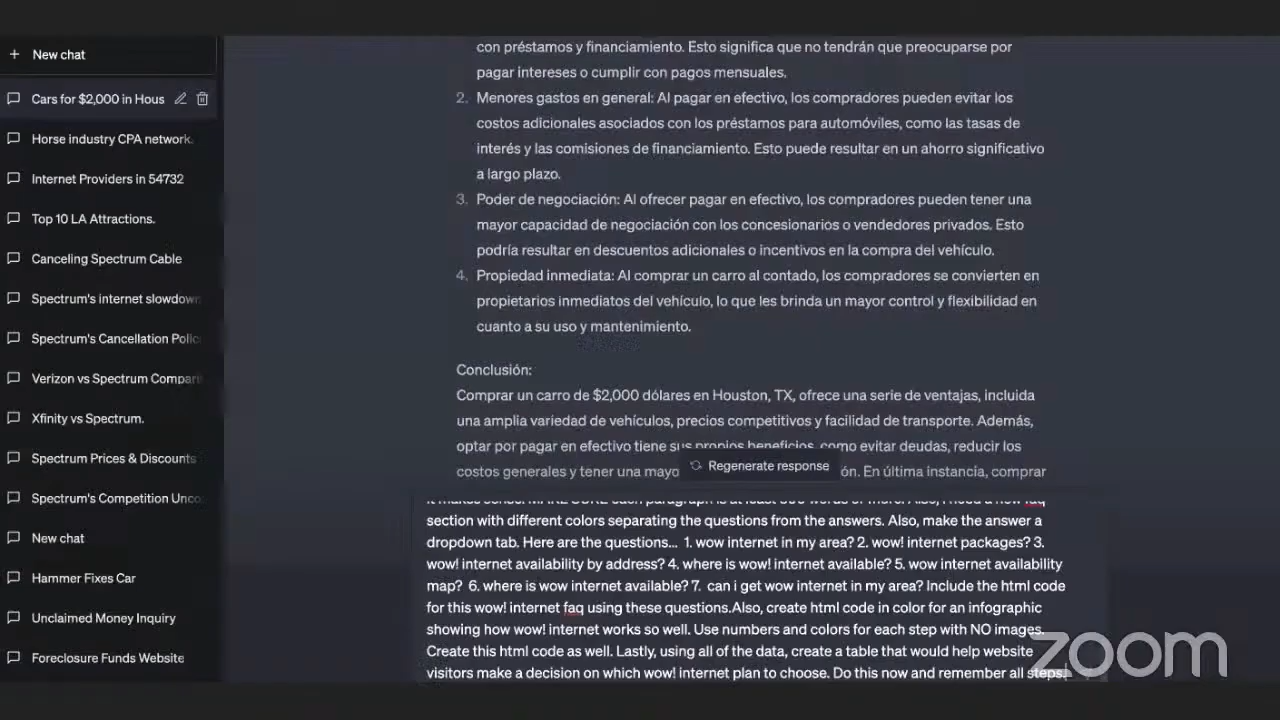 New chat
Cars for $2,000 in Hous
Horse industry CPA network.
Internet Providers in 54732
Top 10 LA Attractions.
Canceling Spectrum Cable
Spectrum's internet slowdown
Spectrum's Cancellation Polic
Verizon vs Spectrum Compari
Xfinity vs Spectrum.
Spectrum Prices & Discounts
Spectrum's Competition Unco
New chat
Hammer Fixes Car
Unclaimed Money Inquiry
Foreclosure Funds Website
con préstamos y financiamiento. Esto significa que no tendrán que preocuparse por
pagar intereses o cumplir con pagos mensuales.
2. Menores gastos en general: Al pagar en efectivo, los compradores pueden evitar los
costos adicionales asociados con los préstamos para automóviles, como las tasas de
interés y las comisiones de financiamiento. Esto puede resultar en un ahorro significativo
a largo plazo.
3. Poder de negociación: Al ofrecer pagar en efectivo, los compradores pueden tener una
mayor capacidad de negociación con los concesionarios o vendedores privados. Esto
podría resultar en descuentos adicionales o incentivos en la compra del vehículo.
4. Propiedad inmediata: Al comprar un carro al contado, los compradores se convierten en
propietarios inmediatos del vehículo, lo que les brinda un mayor control y flexibilidad en
cuanto a su uso y mantenimiento.
Conclusión:
Comprar un carro de $2,000 dólares en Houston, TX, ofrece una serie de ventajas, incluida
una amplia variedad de vehículos, precios competitivos y facilidad de transporte. Además,
optar por pagar en efectivo tiene sus propios beneficios, como evitar deudas, reducir los
costos generales y tener una mayo
Regenerate response
ón. En última instancia, comprar
it makes sense. MAKE SURE each paragraph is at least 500 words or more. Also, I need a new faq
section with different colors separating the questions from the answers. Also, make the answer a
dropdown tab. Here are the questions... 1. wow internet in my area? 2. wow! internet packages? 3.
wow! internet availability by address? 4. where is wow! internet available? 5. wow internet availability
map? 6. where is wow internet available? 7. can i get wow internet in my area? Include the html code
for this wow! internet faq using these questions.Also, create html code in color for an infographic
showing how wow! internet works so well. Use numbers and colors for each step with NO images.
Create this html code as well. Lastly, using all of the data, create a table that would help website
visitors make a decision on which wow! internet plan to choose. Do this now and remember all steps.
zoom